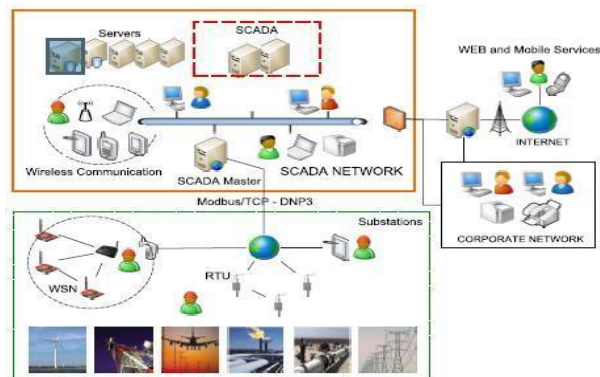 Servers
SCADA
WEB and Mobile Services
INTERNET
Wireless Communication
SCADA Master
SCADA NETWORK
CORPORATE NETWORK
Modbus/TCP - DNP3
Substations
WSN
RTU